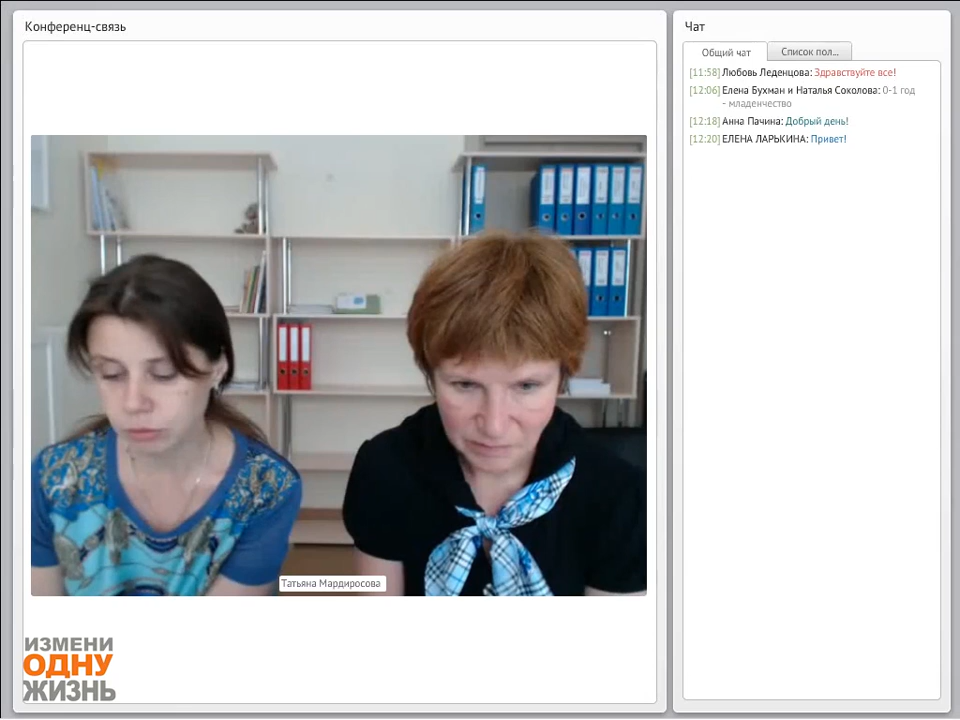 Конференц-связь
Татьяна Мардиросова
ИЗМЕНИ
ОДНУ
ЖИЗНЬ
Чат
Общий чат
Список пол...
[11:58] Любовь Леденцова: Здравствуйте все!
[12:06] Елена Бухман и Наталья Соколова: 0-1 год
- младенчество
[12:18] Анна Пачина: Добрый день!
[12:20] ЕЛЕНА ЛАРЬКИНА: Привет!